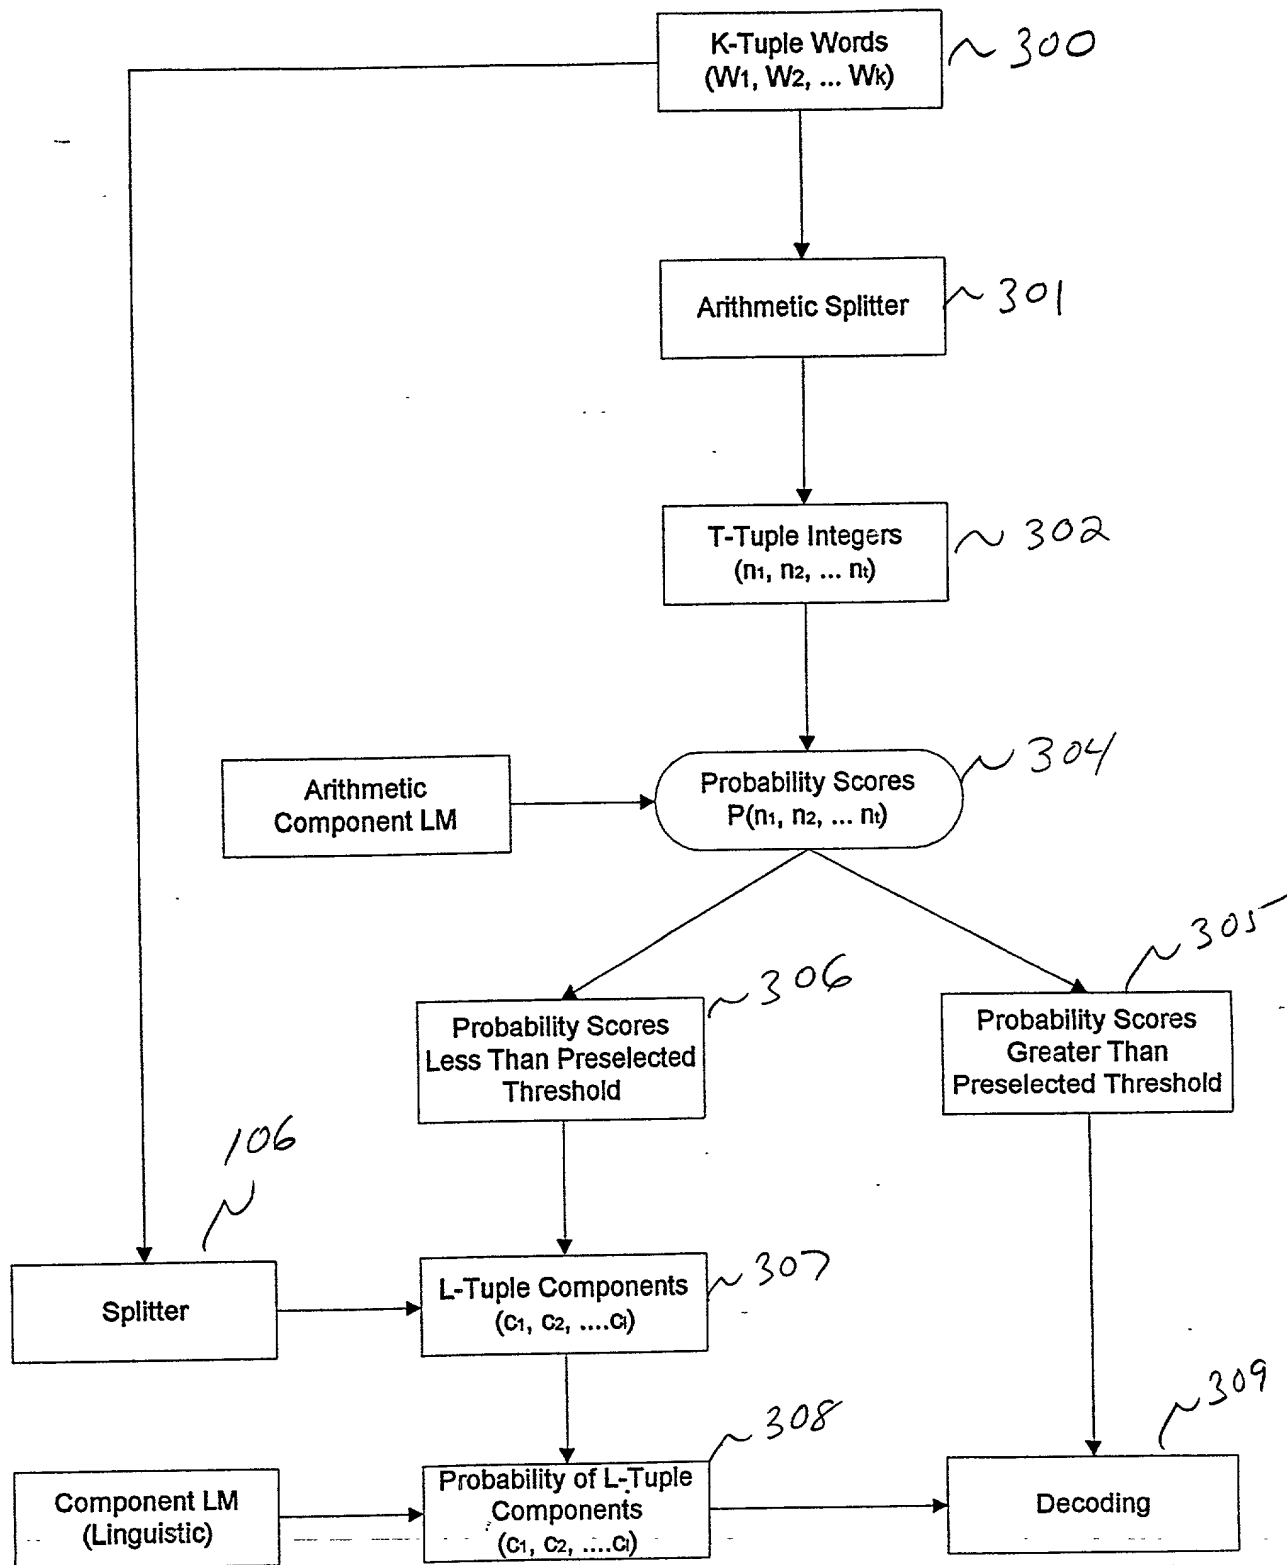 K-Tuple Words
(W1, W2, ... Wk)
~ 300
Arithmetic Splitter
~ 301
T-Tuple Integers
(n1, n2, ... nt)
~ 302
Arithmetic
Component LM
Probability Scores
P(n1, n2, ... nt)
~ 304
Probability Scores
Less Than Preselected
Threshold
~ 306
Probability Scores
Greater Than
Preselected Threshold
~ 305
106
Splitter
L-Tuple Components
(c1, c2, ....cl)
~ 307
Component LM
(Linguistic)
Probability of L-Tuple
Components
(c1, c2, ....cl)
~ 308
Decoding
~ 309